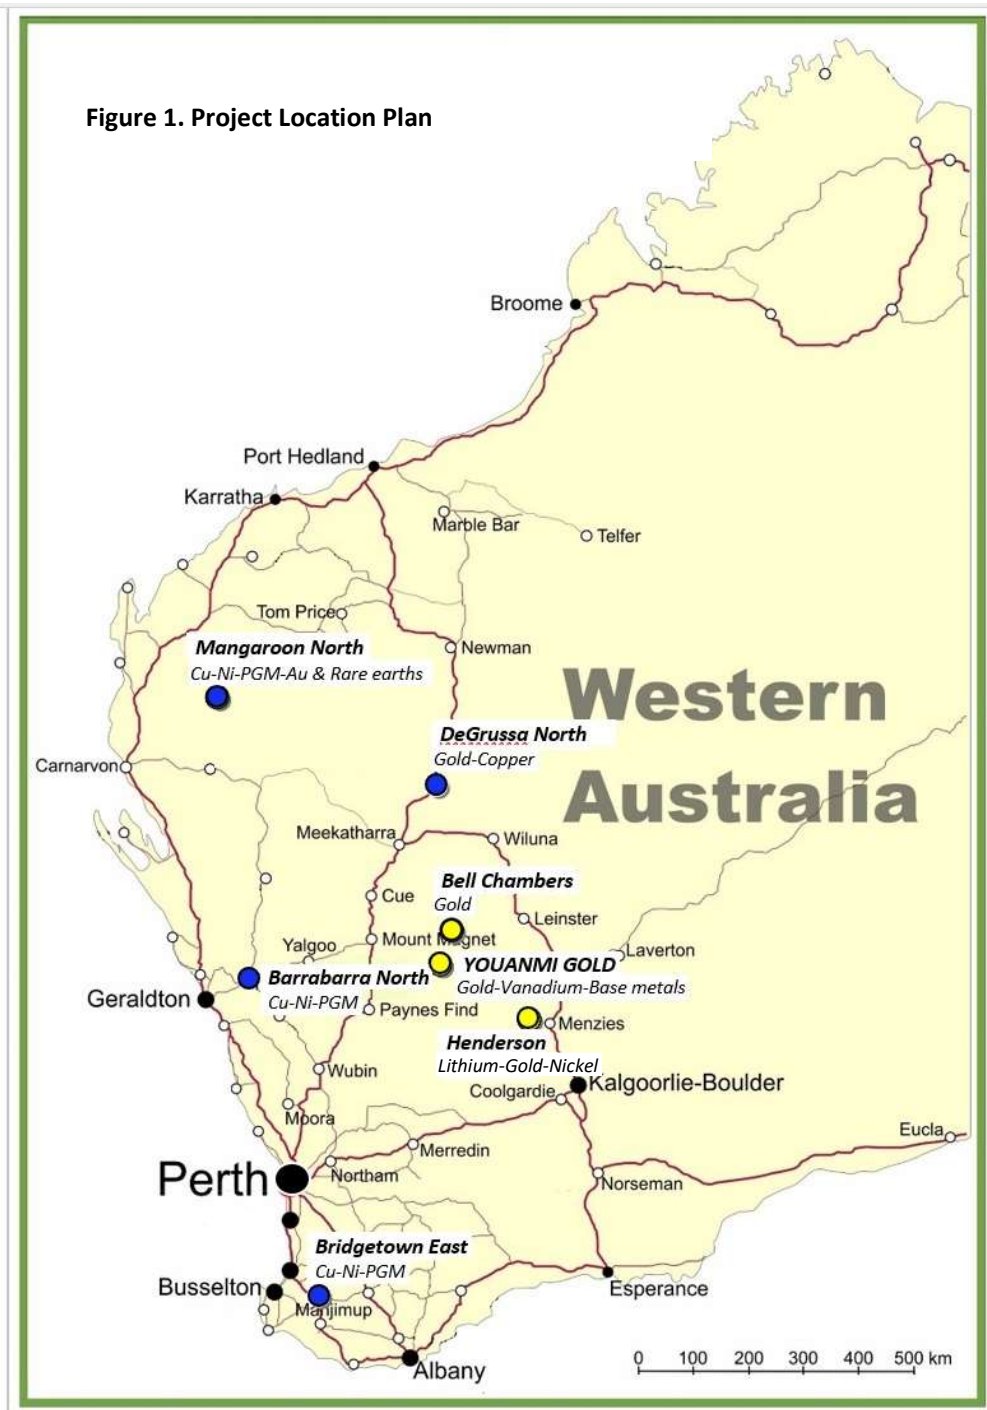 Figure 1. Project Location Plan
Broome
Port Hedland
Karratha
Marble Bar
Telfer
Tom Price
Newman
Mangaroon North
Cu-Ni-PGM-Au & Rare earths
Western
Australia
DeGrussa North
Gold-Copper
Carnarvon
Meekatharra
Wiluna
Bell Chambers
Gold
Cue
Leinster
Mount Magnet
Yalgoo
Laverton
YOUANMI GOLD
Gold-Vanadium-Base metals
Barrabarra North
Cu-Ni-PGM
Geraldton
Paynes Find
Menzies
Henderson
Lithium-Gold-Nickel
Wubin
Coolgardie
Kalgoorlie-Boulder
Moora
Eucla
Merredin
Perth
Northam
Norseman
Bridgetown East
Cu-Ni-PGM
Busselton
Manjimup
Esperance
Albany
0 100 200 300 400 500 km